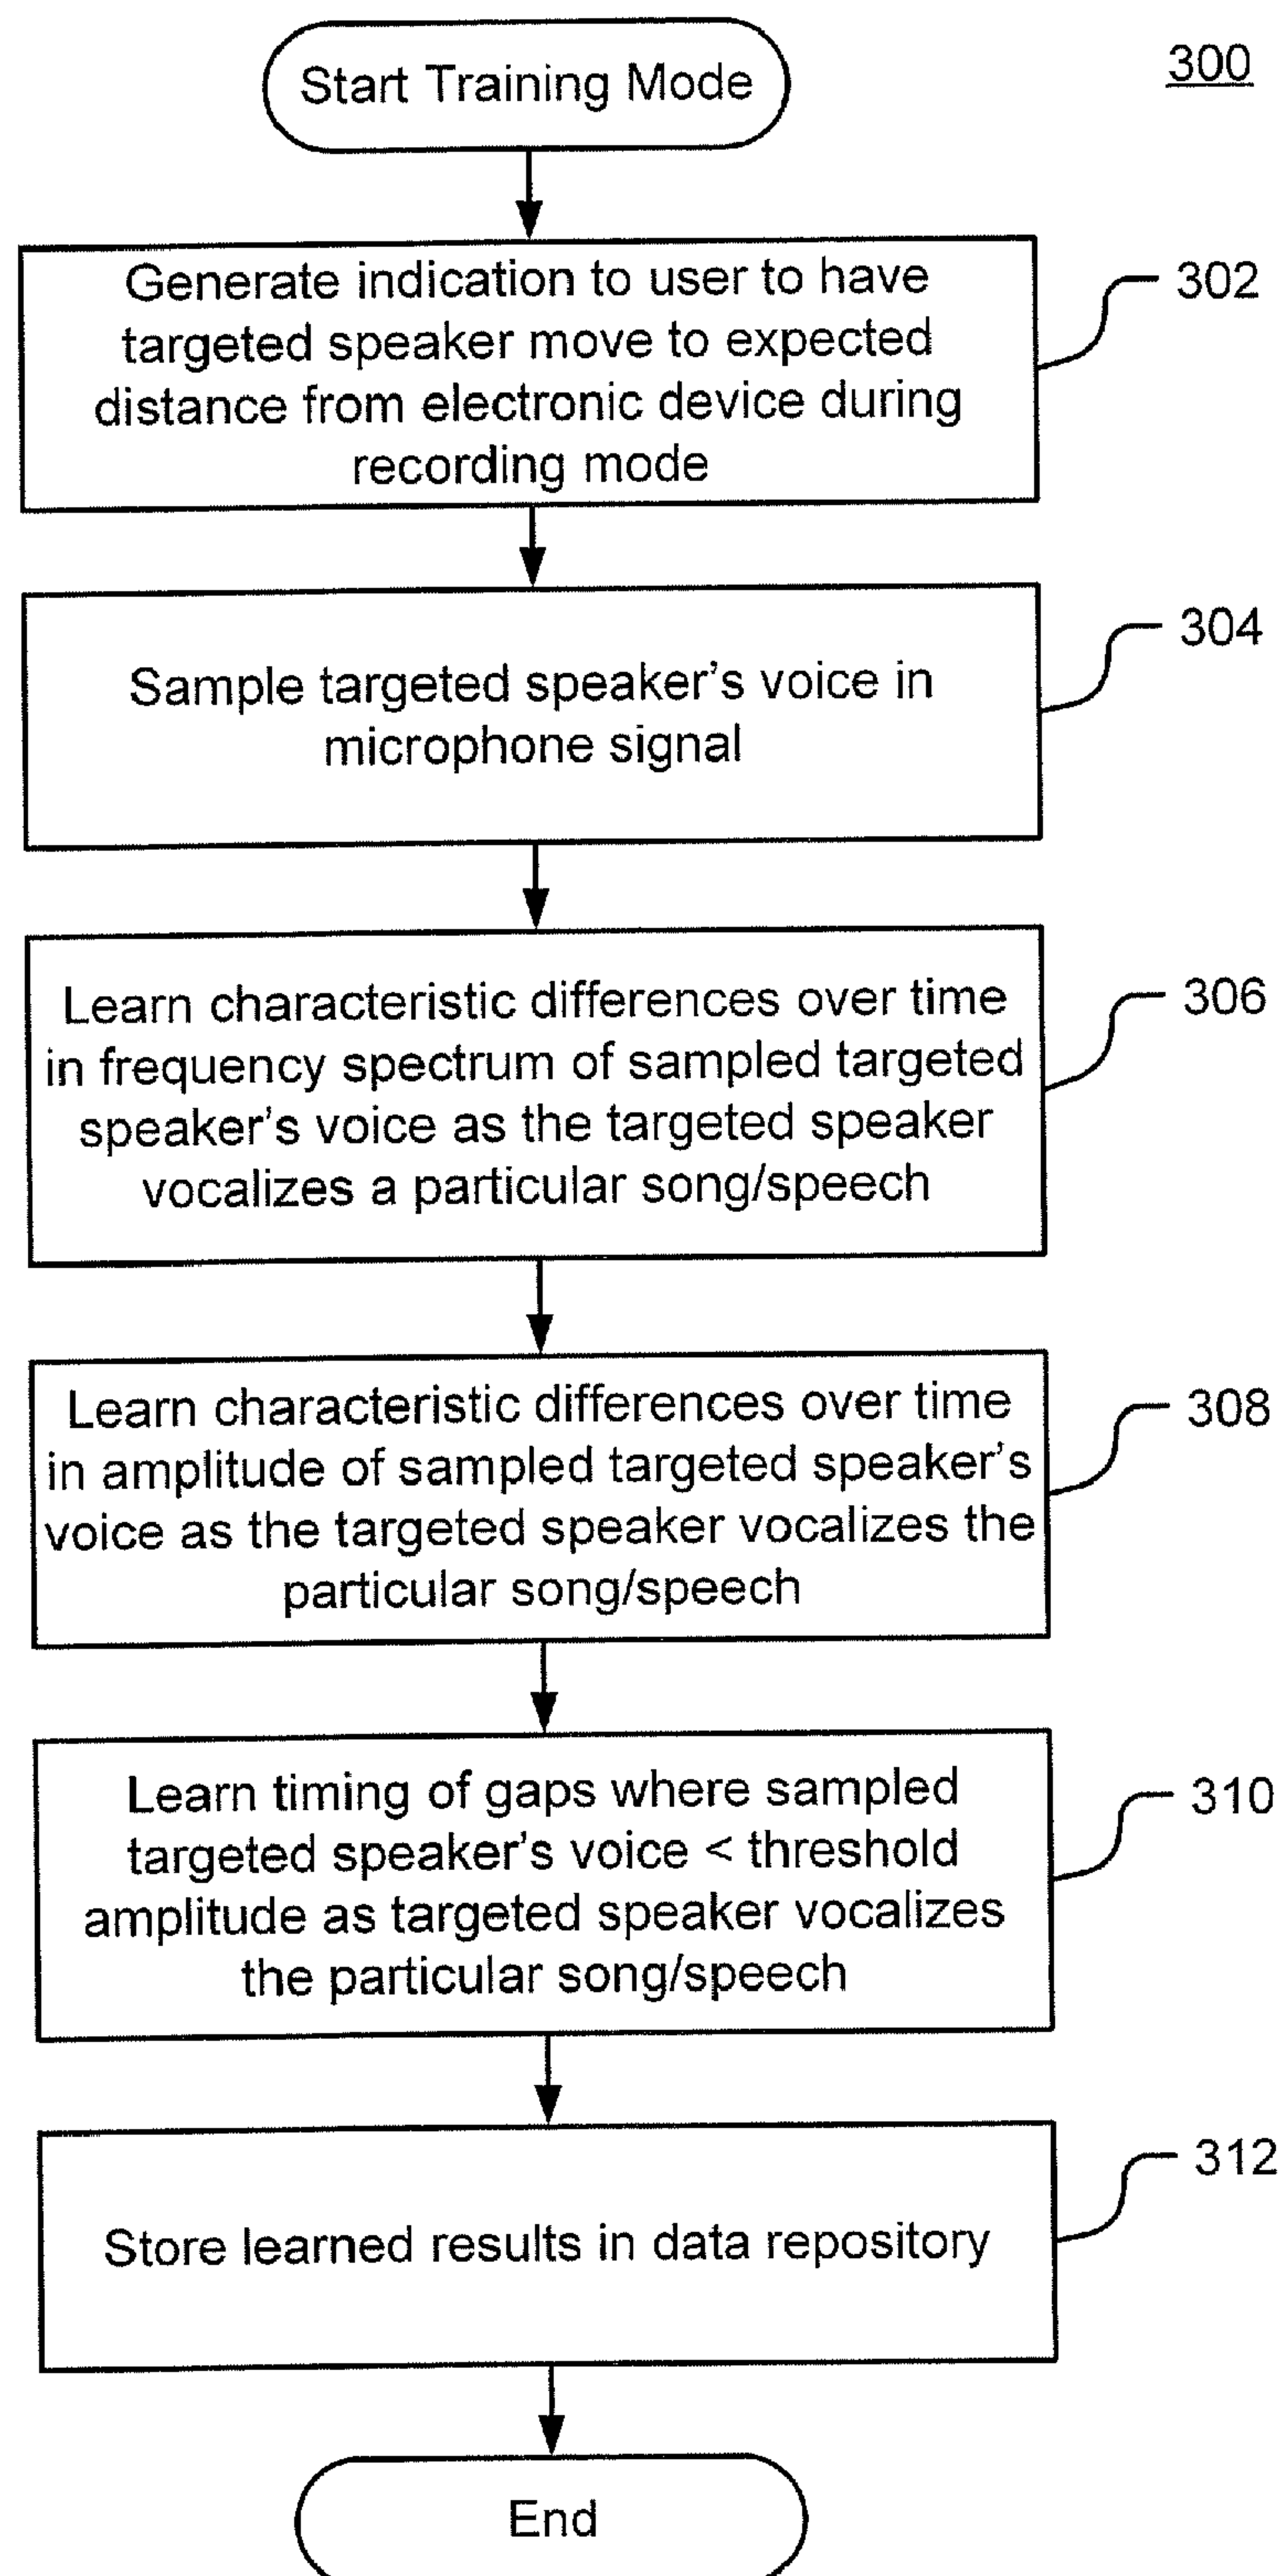 Start Training Mode
300
Generate indication to user to have
targeted speaker move to expected
distance from electronic device during
recording mode
302
Sample targeted speaker's voice in
microphone signal
304
Learn characteristic differences over time
in frequency spectrum of sampled targeted
speaker's voice as the targeted speaker
vocalizes a particular song/speech
306
Learn characteristic differences over time
in amplitude of sampled targeted speaker's
voice as the targeted speaker vocalizes the
particular song/speech
308
Learn timing of gaps where sampled
targeted speaker's voice < threshold
amplitude as targeted speaker vocalizes
the particular song/speech
310
Store learned results in data repository
312
End